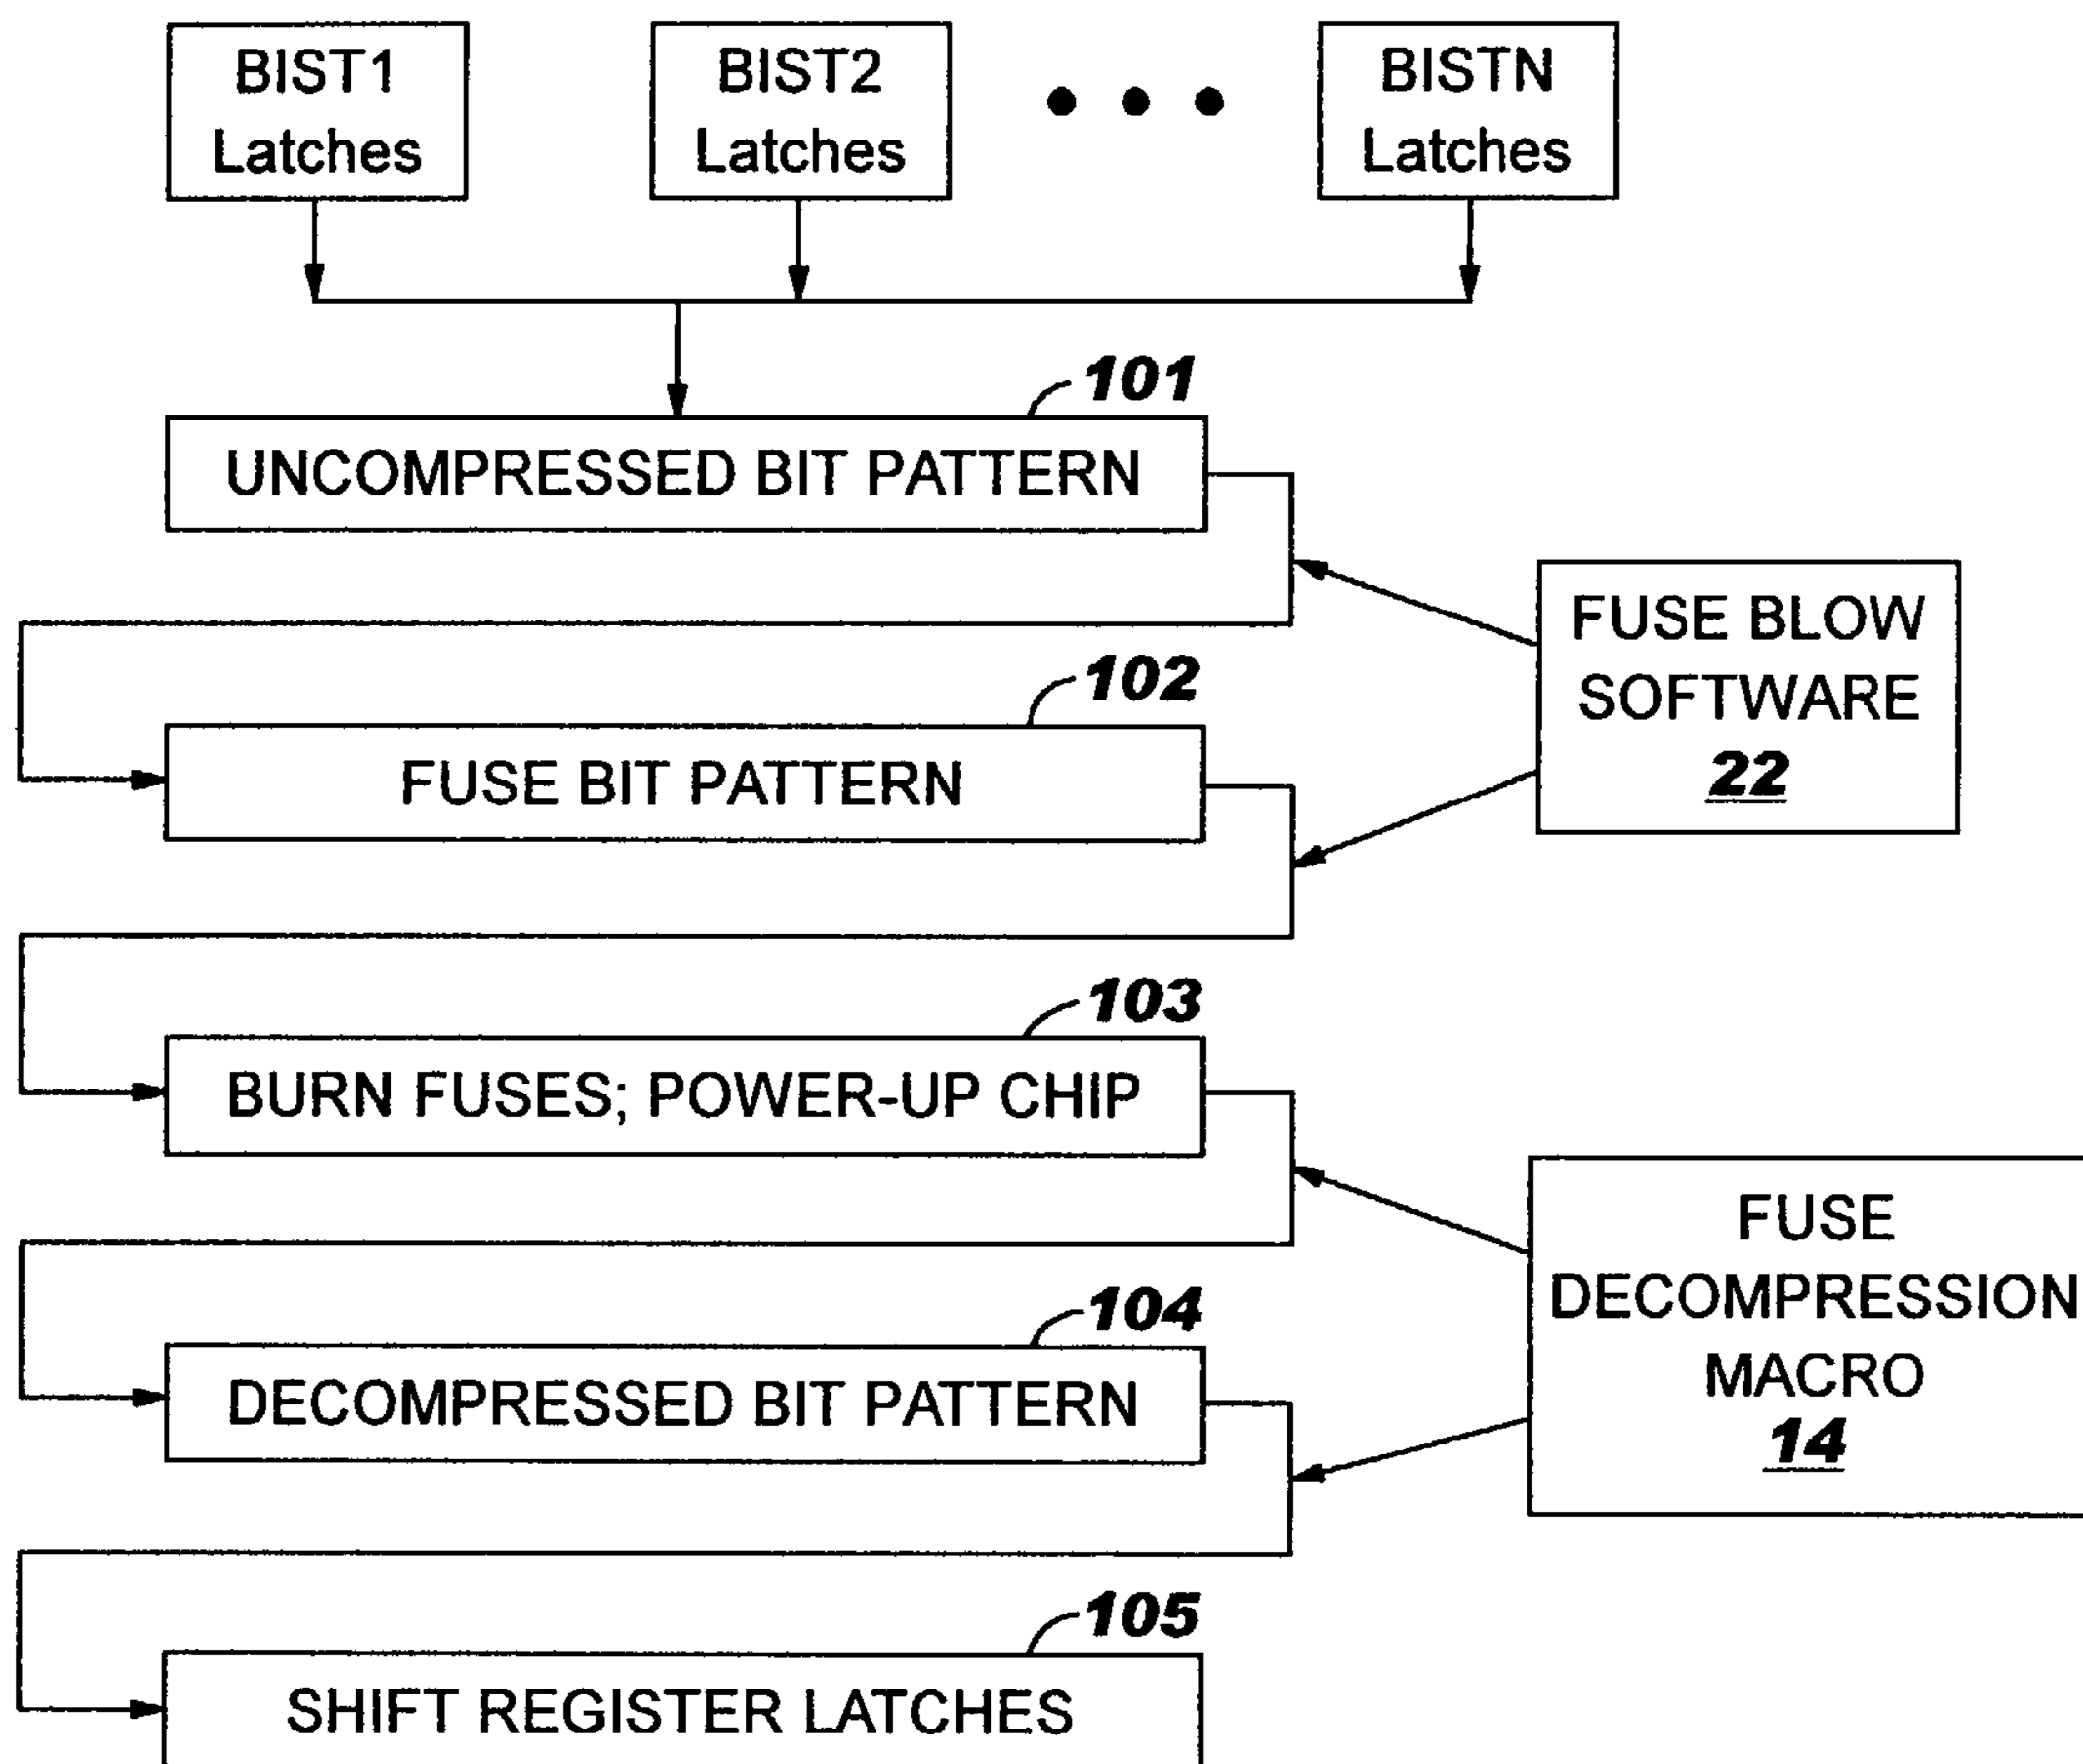 BIST1
Latches
BIST2
Latches
BISTN
Latches
101
UNCOMPRESSED BIT PATTERN
FUSE BLOW
SOFTWARE
22
102
FUSE BIT PATTERN
103
BURN FUSES; POWER-UP CHIP
FUSE
DECOMPRESSION
MACRO
14
104
DECOMPRESSED BIT PATTERN
105
SHIFT REGISTER LATCHES